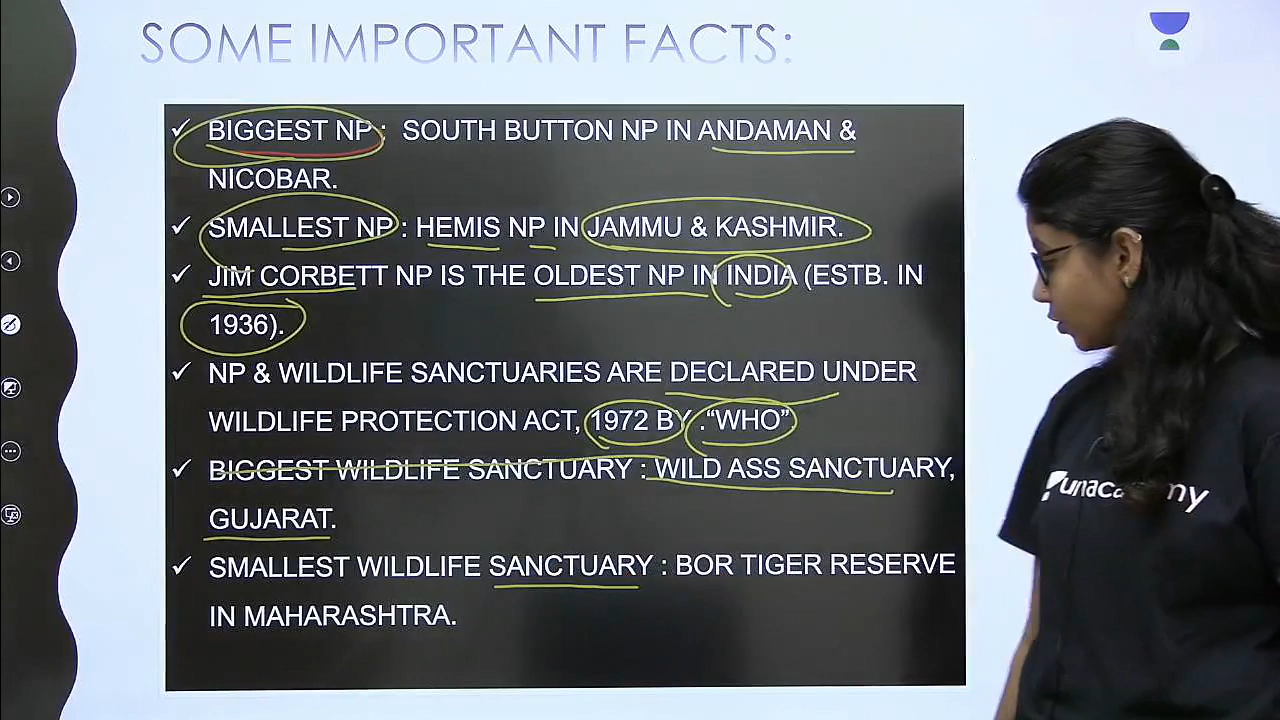 SOME IMPORTANT FACTS:
✓ BIGGEST NP : SOUTH BUTTON NP IN ANDAMAN &
NICOBAR.
✓ SMALLEST NP : HEMIS NP IN JAMMU & KASHMIR.
✓ JIM CORBETT NP IS THE OLDEST NP IN INDIA (ESTB. IN
1936).
✓ NP & WILDLIFE SANCTUARIES ARE DECLARED UNDER
WILDLIFE PROTECTION ACT, 1972 BY .“WHO”.
✓ BIGGEST WILDLIFE SANCTUARY : WILD ASS SANCTUARY,
GUJARAT.
✓ SMALLEST WILDLIFE SANCTUARY : BOR TIGER RESERVE
IN MAHARASHTRA.
unacademy